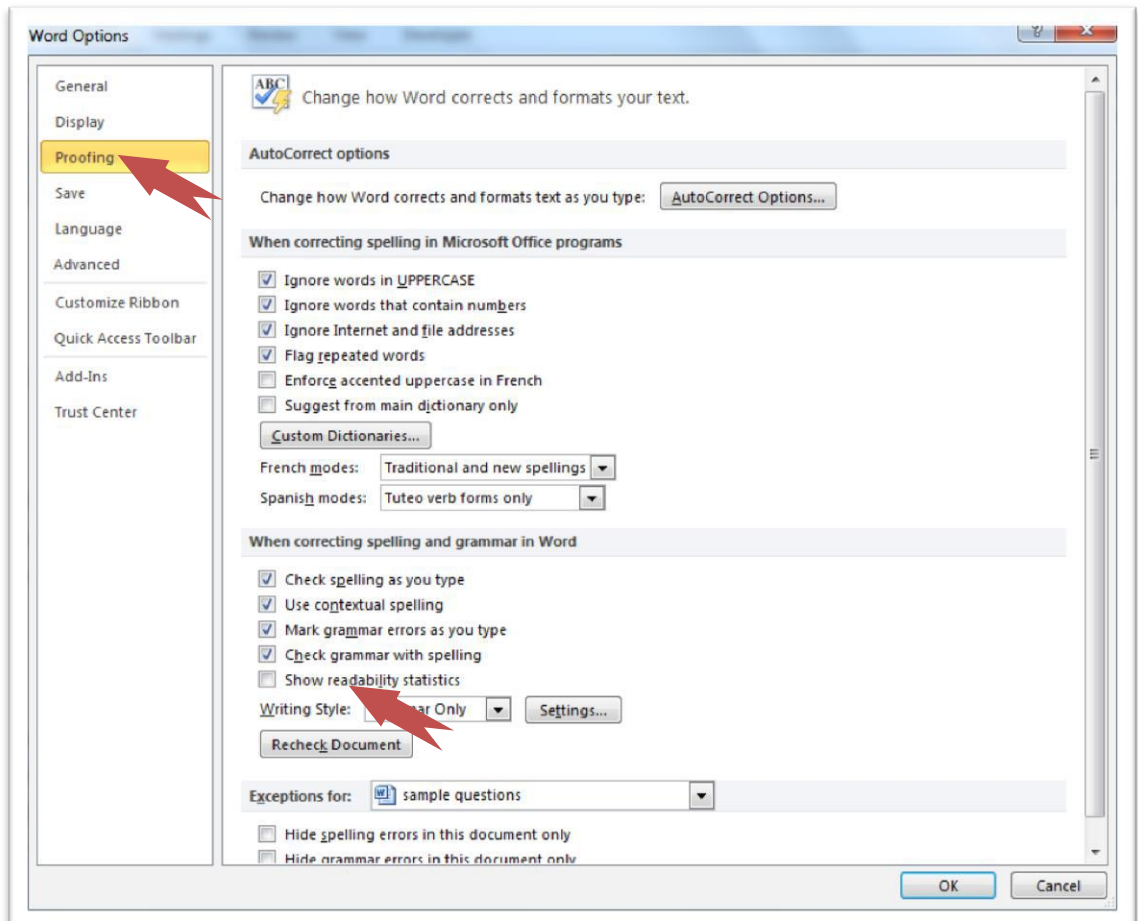 Word Options
General
Display
Proofing
Save
Language
Advanced
Customize Ribbon
Quick Access Toolbar
Add-Ins
Trust Center
ABC
Change how Word corrects and formats your text.
AutoCorrect options
Change how Word corrects and formats text as you type: AutoCorrect Options...
When correcting spelling in Microsoft Office programs
Ignore words in UPPERCASE
Ignore words that contain numbers
Ignore Internet and file addresses
Flag repeated words
Enforce accented uppercase in French
Suggest from main dictionary only
Custom Dictionaries...
French modes: Traditional and new spellings
Spanish modes: Tuteo verb forms only
When correcting spelling and grammar in Word
Check spelling as you type
Use contextual spelling
Mark grammar errors as you type
Check grammar with spelling
Show readability statistics
Writing Style: Only Settings...
Recheck Document
Exceptions for: sample questions
Hide spelling errors in this document only
Hide grammar errors in this document only
OK Cancel